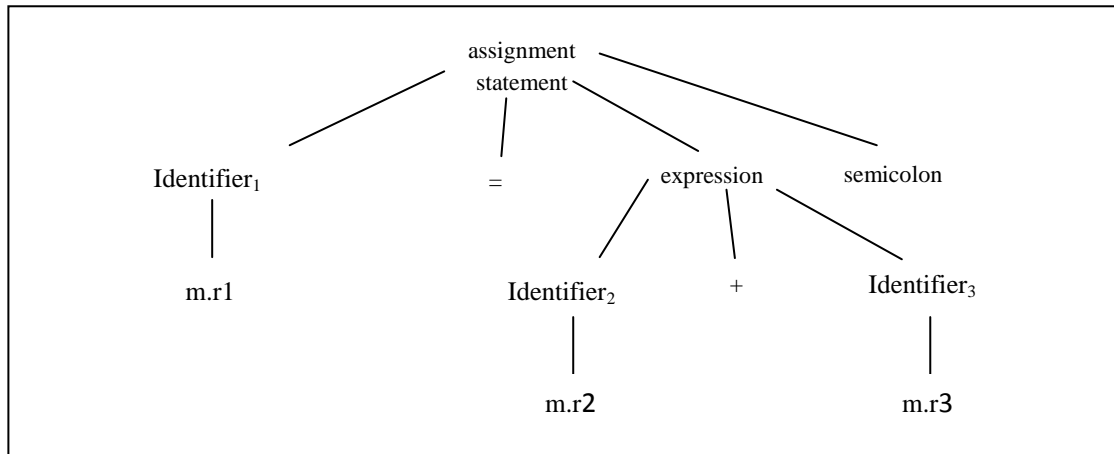 assignment
statement
Identifier₁
=
expression
semicolon
m.r1
Identifier₂
+
Identifier₃
m.r2
m.r3